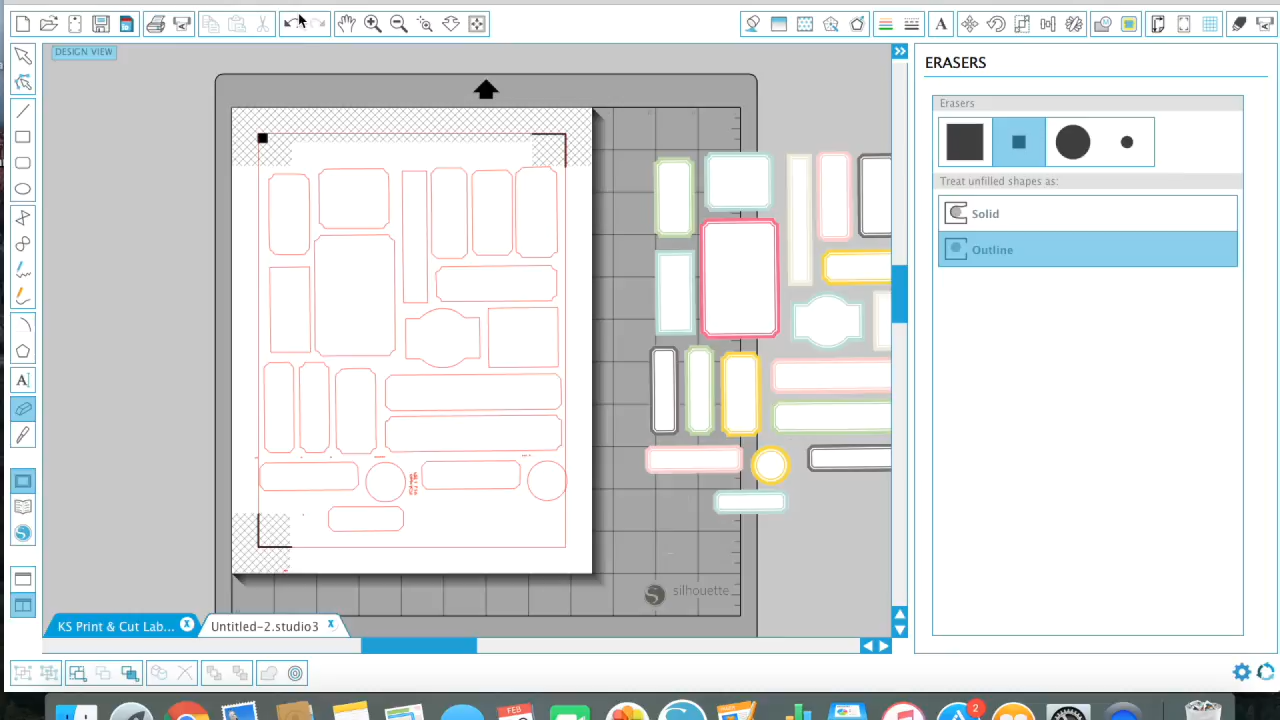 DESIGN VIEW
ERASERS
Erasers
Treat unfilled shapes as:
Solid
Outline
silhouette
KS Print & Cut Lab...
Untitled-2.studio3
FEB
2